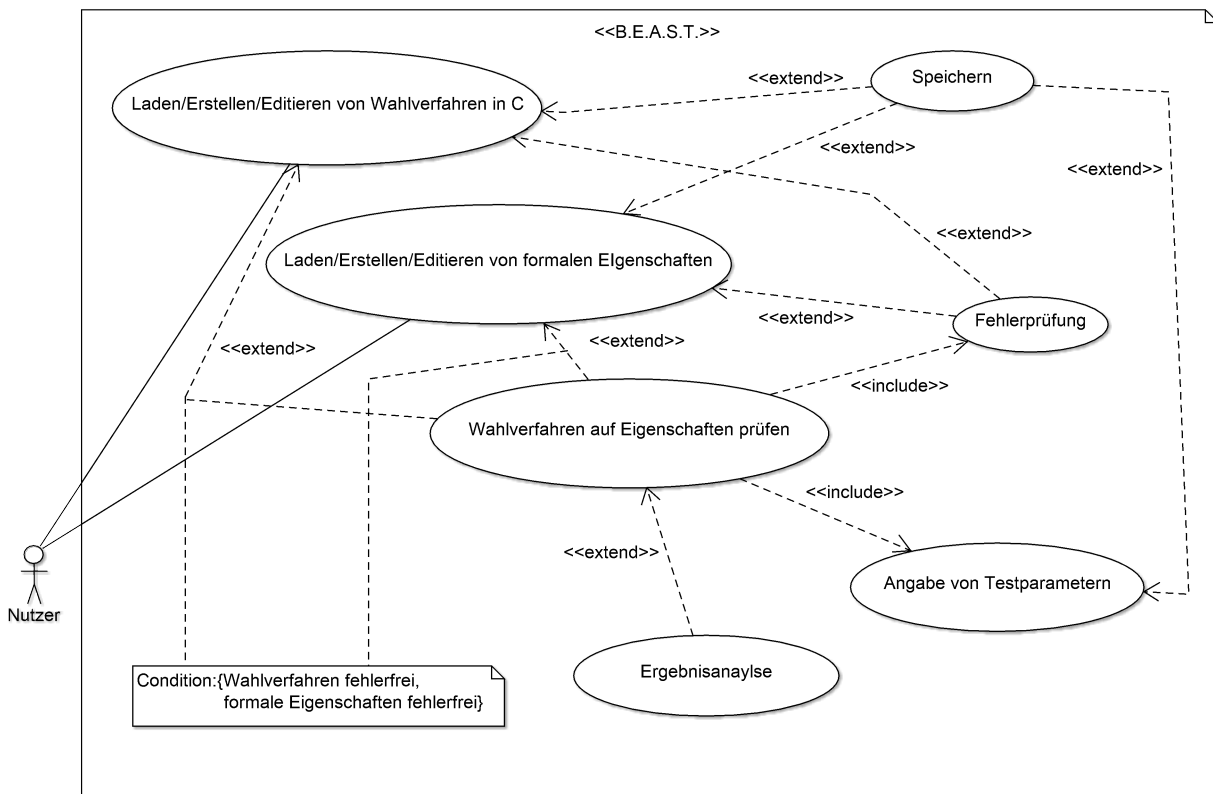 <<B.E.A.S.T.>>
Speichern
<<extend>>
Laden/Erstellen/Editieren von Wahlverfahren in C
<<extend>>
<<extend>>
<<extend>>
Laden/Erstellen/Editieren von formalen EIgenschaften
<<extend>>
Fehlerprüfung
<<extend>>
<<extend>>
<<include>>
Wahlverfahren auf Eigenschaften prüfen
<<include>>
<<extend>>
Angabe von Testparametern
Nutzer
Ergebnisanaylse
Condition:{Wahlverfahren fehlerfrei,
formale Eigenschaften fehlerfrei}